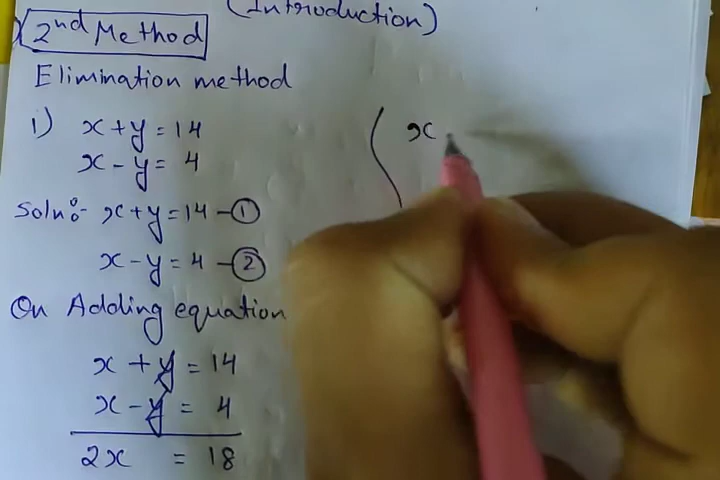 (Introduction)
2nd Method
Elimination method
1) x + y = 14
x - y = 4
Soln:- x + y = 14 - ①
x - y = 4 - ②
On Adding equation
x + y = 14
x - y = 4
2x = 18
x